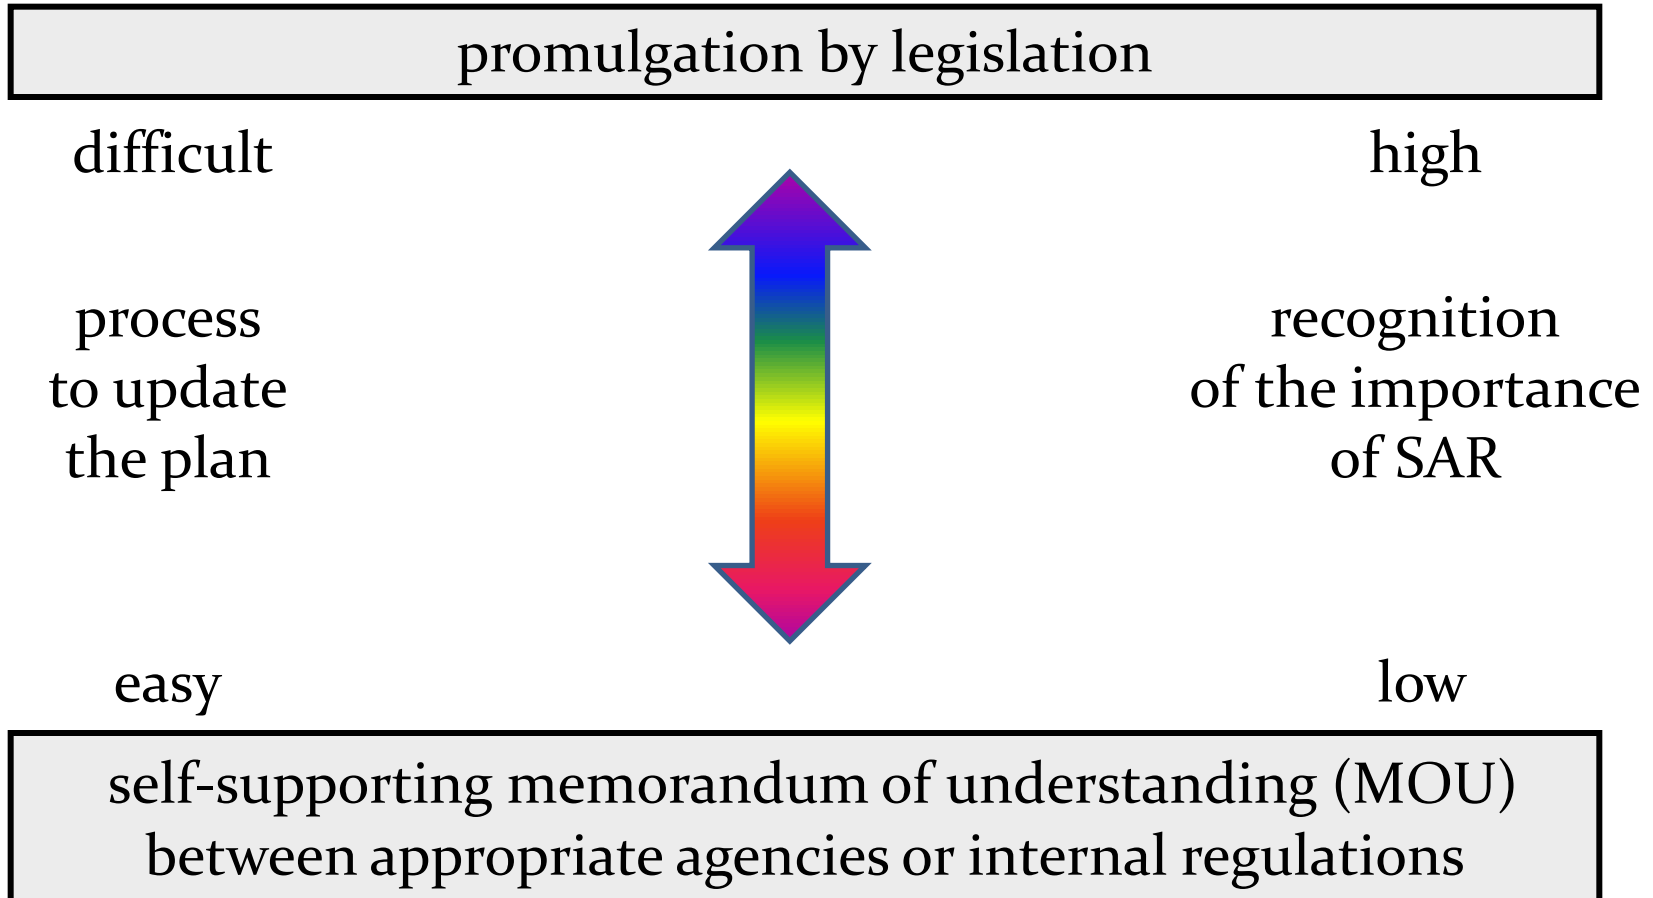 promulgation by legislation
difficult
high
process
to update
the plan
recognition
of the importance
of SAR
easy
low
self-supporting memorandum of understanding (MOU)
between appropriate agencies or internal regulations